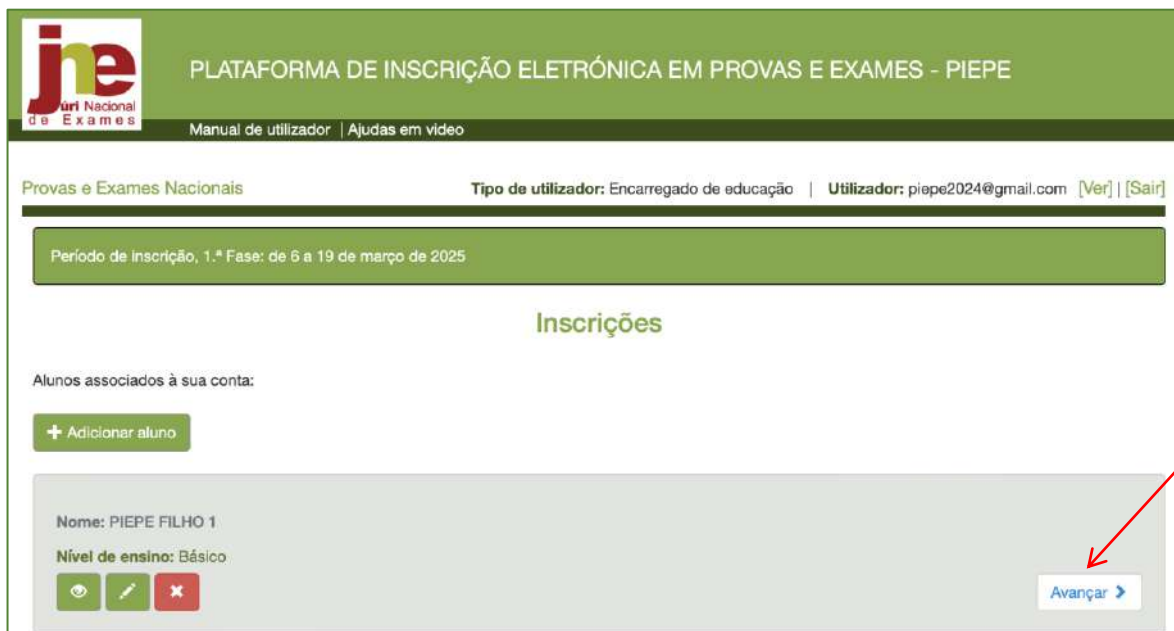 jne
Júri Nacional
de Exames
PLATAFORMA DE INSCRIÇÃO ELETRÓNICA EM PROVAS E EXAMES - PIEPE
Manual de utilizador | Ajudas em video
Provas e Exames Nacionais
Tipo de utilizador: Encarregado de educação | Utilizador: piepe2024@gmail.com [Ver] | [Sair]
Período de inscrição, 1.ª Fase: de 6 a 19 de março de 2025
Inscrições
Alunos associados à sua conta:
+ Adicionar aluno
Nome: PIEPE FILHO 1
Nível de ensino: Básico
Avançar